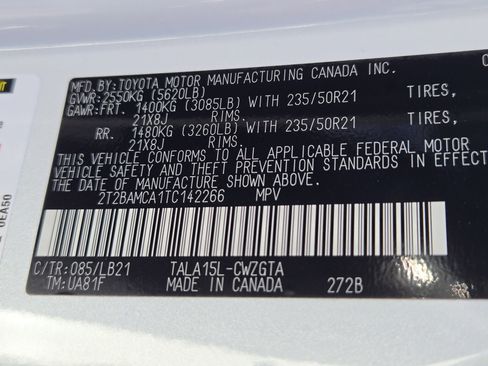 MFD.BY:TOYOTA MOTOR MANUFACTURING CANADA INC.
GVWR:2550KG (5620LB)
GAWR:FRT. 1400KG (3085LB) WITH 235/50R21 TIRES,
21X8J RIMS.
RR. 1480KG (3260LB) WITH 235/50R21 TIRES,
21X8J RIMS.
THIS VEHICLE CONFORMS TO ALL APPLICABLE FEDERAL MOTOR
VEHICLE SAFETY AND THEFT PREVENTION STANDARDS IN EFFECT
DATE OF MANUFACTURE SHOWN ABOVE.
2T2BAMCA1TC142266 MPV
C/TR:085/LB21 TALA15L-CWZGTA
TM:UA81F MADE IN CANADA 272B
0EA50